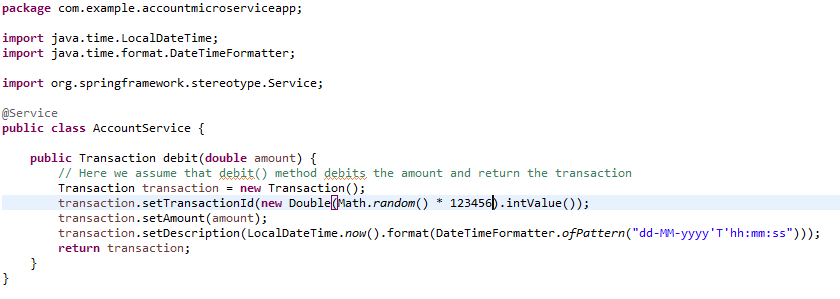 package com.example.accountmicroserviceapp;
import java.time.LocalDateTime;
import java.time.format.DateTimeFormatter;
import org.springframework.stereotype.Service;
@Service
public class AccountService {
public Transaction debit(double amount) {
// Here we assume that debit() method debits the amount and return the transaction
Transaction transaction = new Transaction();
transaction.setTransactionId(new Double(Math.random() * 123456).intValue());
transaction.setAmount(amount);
transaction.setDescription(LocalDateTime.now().format(DateTimeFormatter.ofPattern("dd-MM-yyyy'T'hh:mm:ss")));
return transaction;
}
}